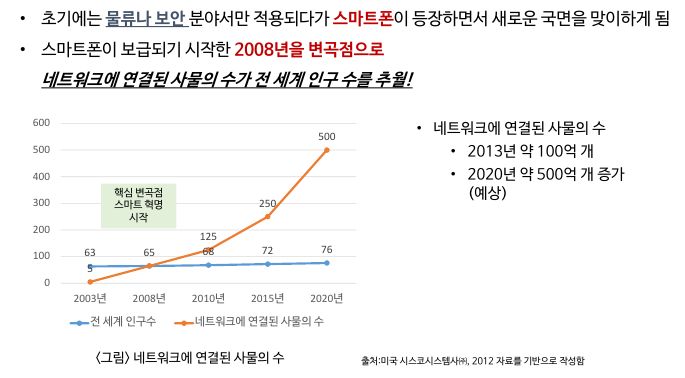 • 초기에는 물류나 보안 분야서만 적용되다가 스마트폰이 등장하면서 새로운 국면을 맞이하게 됨
• 스마트폰이 보급되기 시작한 2008년을 변곡점으로
네트워크에 연결된 사물의 수가 전 세계 인구 수를 추월!
600
500
400
300
200
100
0
핵심 변곡점
스마트 혁명
시작
63
5
65
125
68
250
72
500
76
2003년 2008년 2010년 2015년 2020년
전 세계 인구수 네트워크에 연결된 사물의 수
<그림> 네트워크에 연결된 사물의 수
• 네트워크에 연결된 사물의 수
• 2013년 약 100억 개
• 2020년 약 500억 개 증가
(예상)
출처:미국 시스코시스템사㈜, 2012 자료를 기반으로 작성함